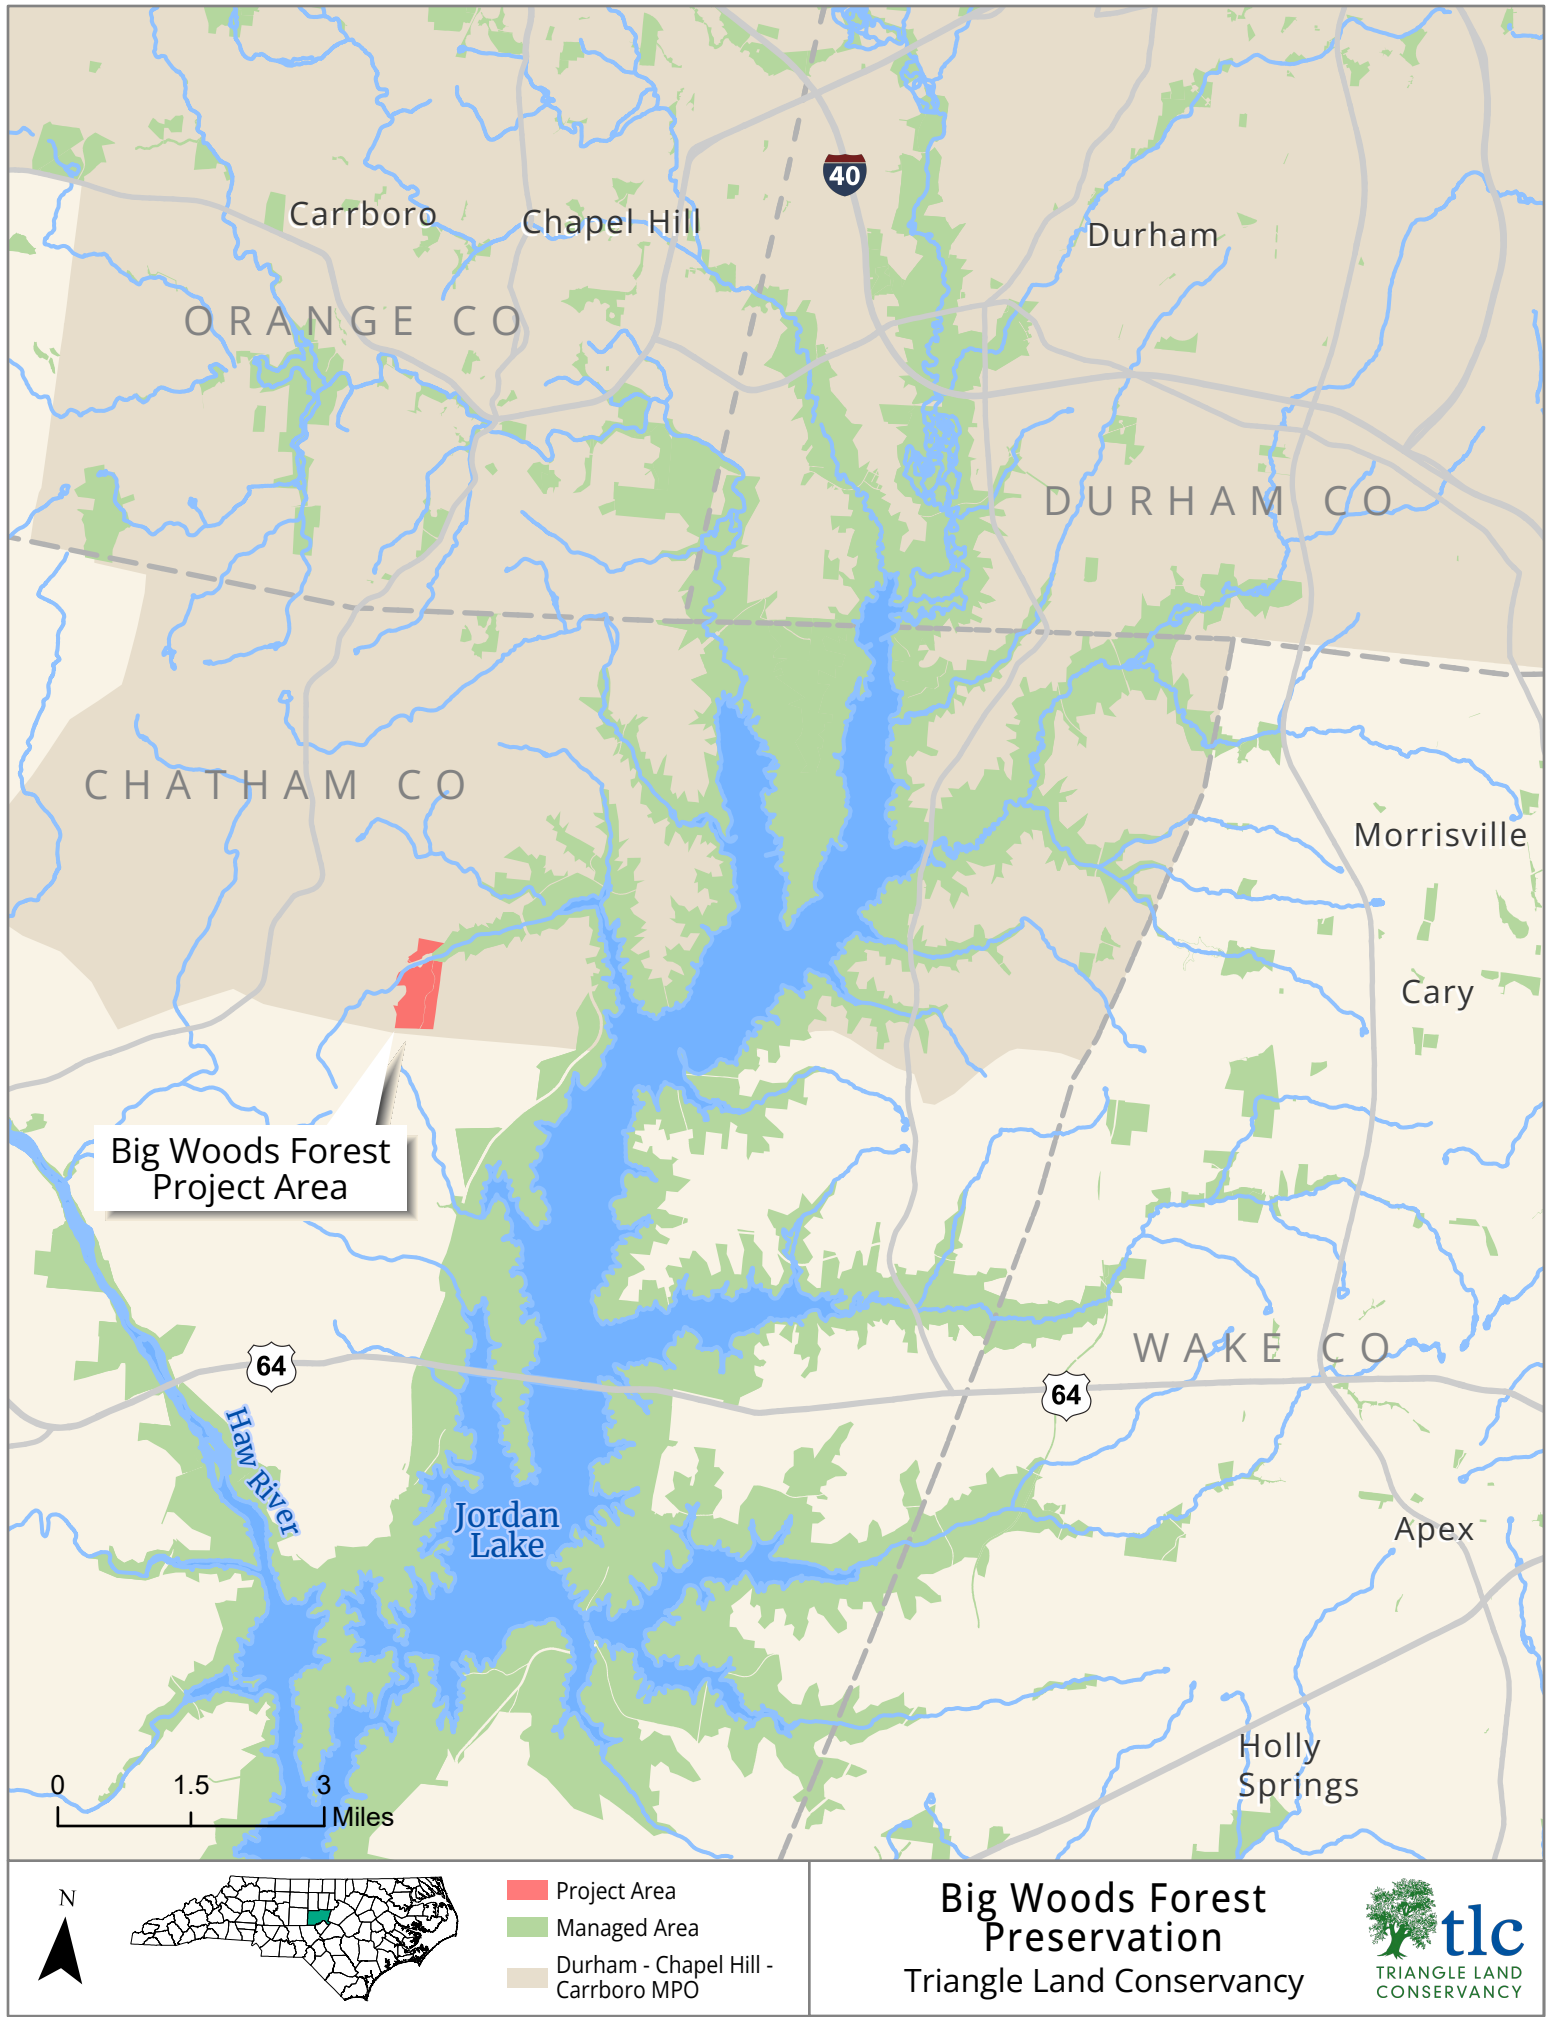 40
Carrboro
Chapel Hill
Durham
ORANGE CO
DURHAM CO
CHATHAM CO
Morrisville
Cary
Big Woods Forest
Project Area
WAKE CO
64
64
Haw River
Jordan
Lake
Apex
Holly
Springs
0 1.5 3
Miles
N
Project Area
Managed Area
Durham - Chapel Hill -
Carrboro MPO
Big Woods Forest
Preservation
Triangle Land Conservancy
tlc
TRIANGLE LAND
CONSERVANCY